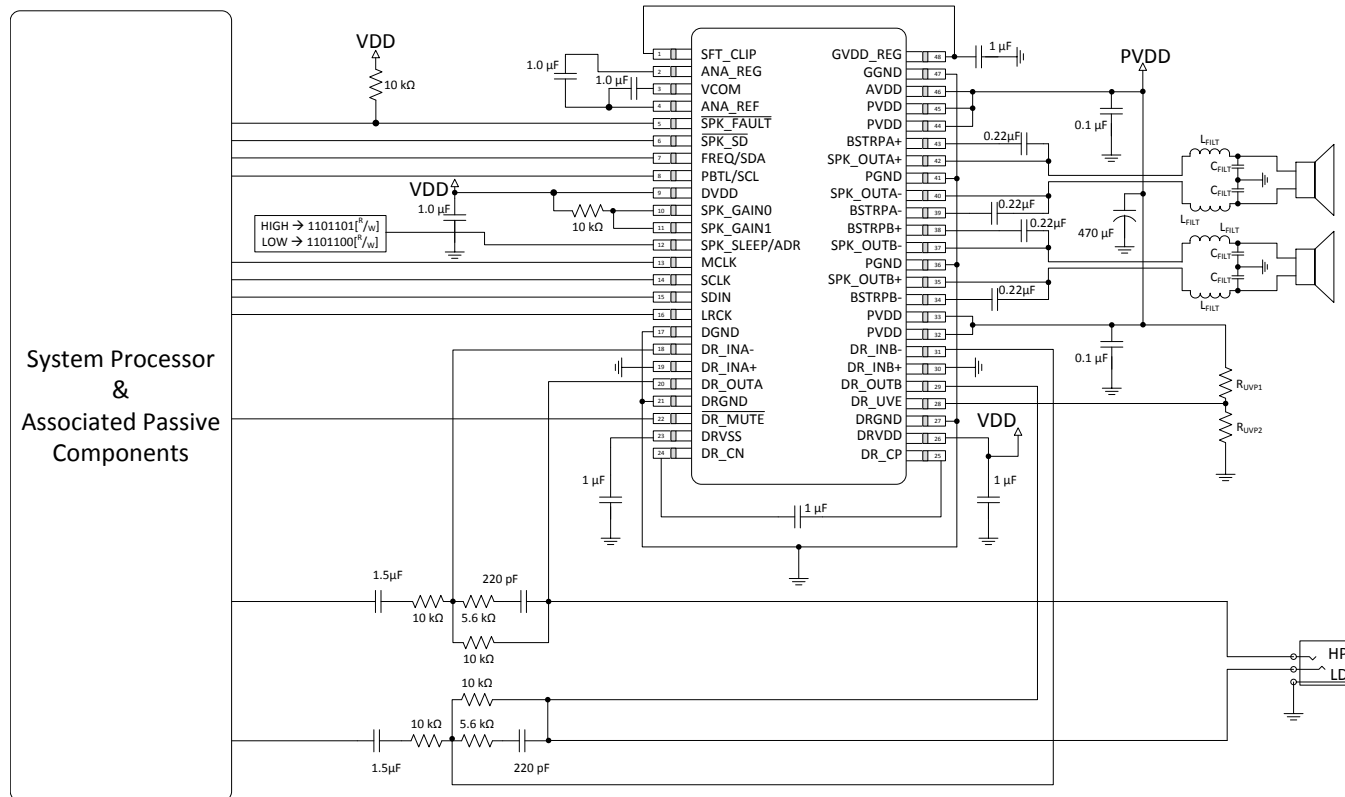 System Processor
&
Associated Passive
Components
VDD
10 kΩ
1.0 µF
1.0 µF
VDD
1.0 µF
10 kΩ
HIGH → 1101101[R/W]
LOW → 1101100[R/W]
1 SFT_CLIP
2 ANA_REG
3 VCOM
4 ANA_REF
5 SPK_FAULT
6 SPK_SD
7 FREQ/SDA
8 PBTL/SCL
9 DVDD
10 SPK_GAIN0
11 SPK_GAIN1
12 SPK_SLEEP/ADR
13 MCLK
14 SCLK
15 SDIN
16 LRCK
17 DGND
18 DR_INA-
19 DR_INA+
20 DR_OUTA
21 DRGND
22 DR_MUTE
23 DRVSS
24 DR_CN
GVDD_REG 48
GGND 47
AVDD 46
PVDD 45
PVDD 44
BSTRPA+ 43
SPK_OUTA+ 42
PGND 41
SPK_OUTA- 40
BSTRPA- 39
BSTRPB+ 38
SPK_OUTB- 37
PGND 36
SPK_OUTB+ 35
BSTRPB- 34
PVDD 33
PVDD 32
DR_INB- 31
DR_INB+ 30
DR_OUTB 29
DR_UVE 28
DRGND 27
DRVDD 26
DR_CP 25
1 µF
PVDD
0.1 µF
0.22µF
0.22µF
0.22µF
0.22µF
470 µF
LFILT
CFILT
CFILT
LFILT
LFILT
CFILT
CFILT
LFILT
0.1 µF
RUVP1
RUVP2
VDD
1 µF
1 µF
1 µF
1.5µF
10 kΩ
5.6 kΩ
220 pF
10 kΩ
10 kΩ
10 kΩ
5.6 kΩ
1.5µF
220 pF
HP
LD